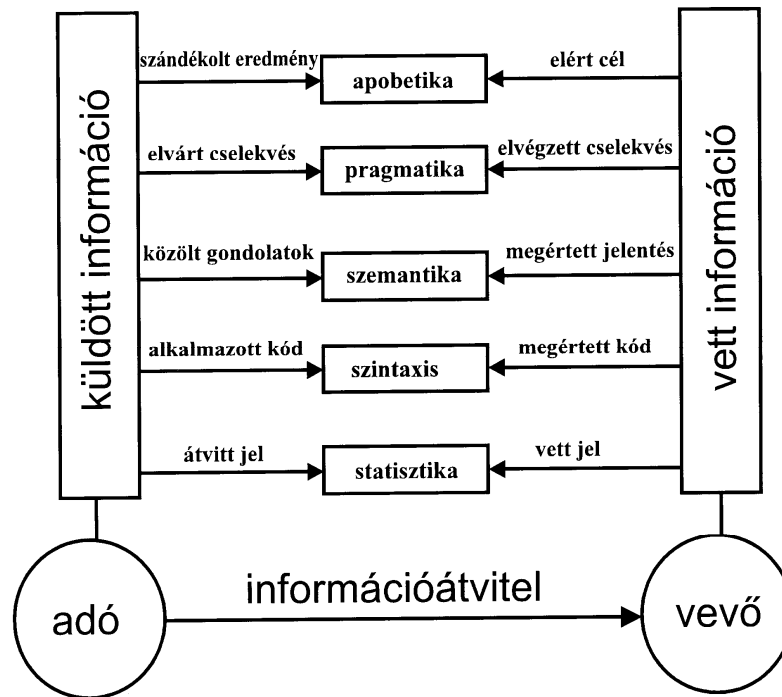 küldött információ
szándékolt eredmény
apobetika
elért cél
elvárt cselekvés
pragmatika
elvégzett cselekvés
közölt gondolatok
szemantika
megértett jelentés
alkalmazott kód
szintaxis
megértett kód
átvitt jel
statisztika
vett jel
vett információ
adó
információátvitel
vevő